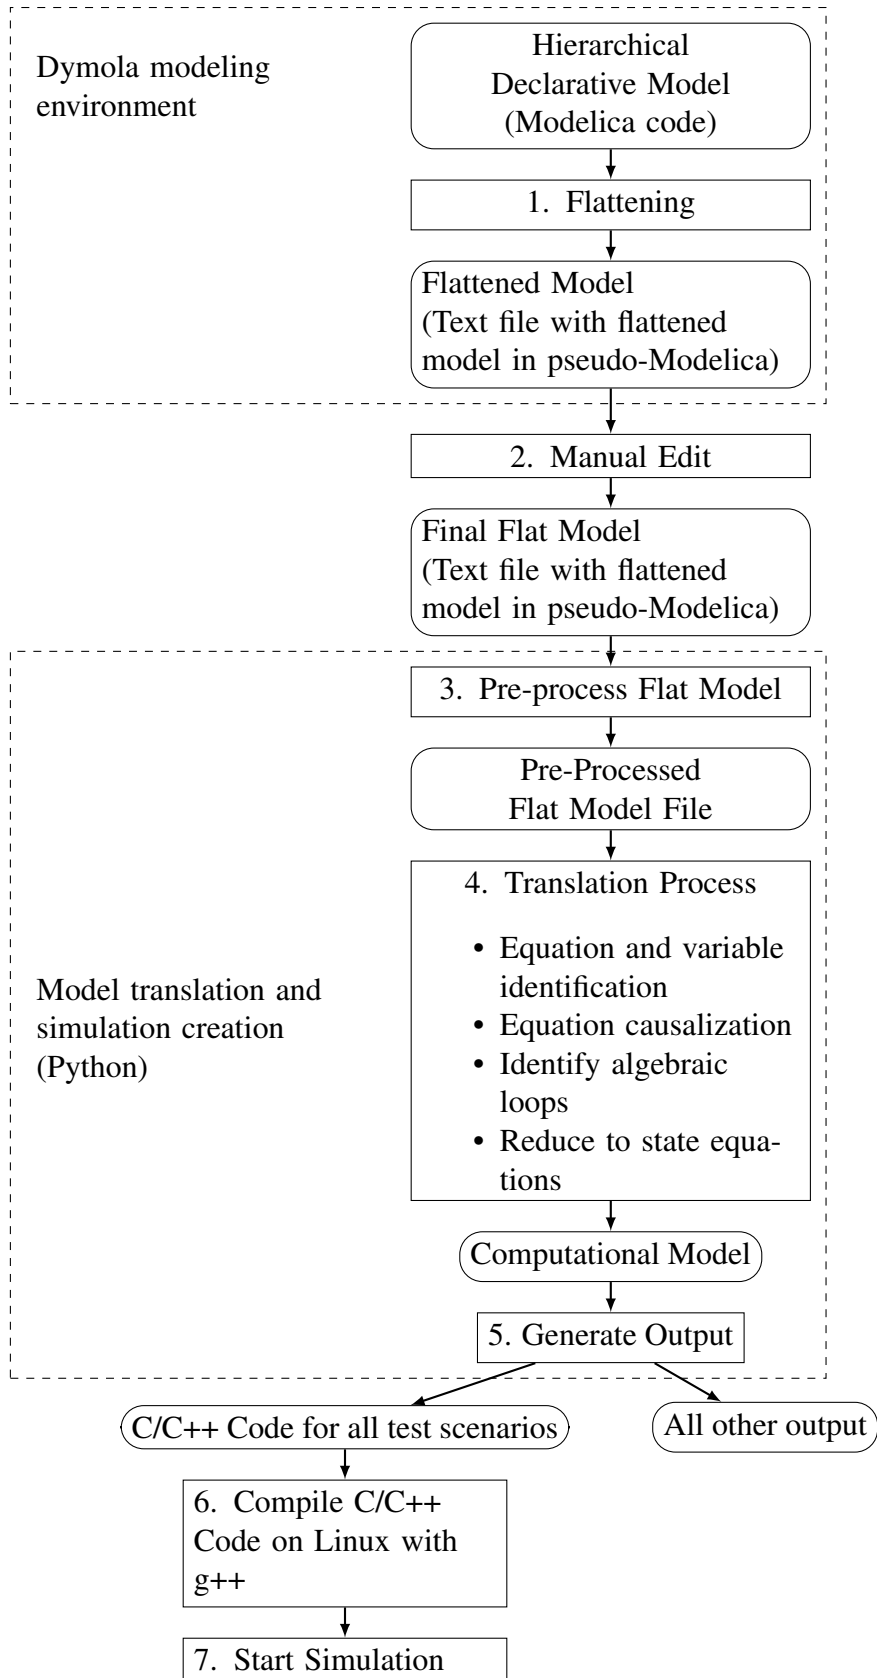 Dymola modeling
environment
Hierarchical
Declarative Model
(Modelica code)
1. Flattening
Flattened Model
(Text file with flattened
model in pseudo-Modelica)
2. Manual Edit
Final Flat Model
(Text file with flattened
model in pseudo-Modelica)
3. Pre-process Flat Model
Pre-Processed
Flat Model File
4. Translation Process
• Equation and variable
identification
• Equation causalization
• Identify algebraic
loops
• Reduce to state equa-
tions
Model translation and
simulation creation
(Python)
Computational Model
5. Generate Output
C/C++ Code for all test scenarios
All other output
6. Compile C/C++
Code on Linux with
g++
7. Start Simulation